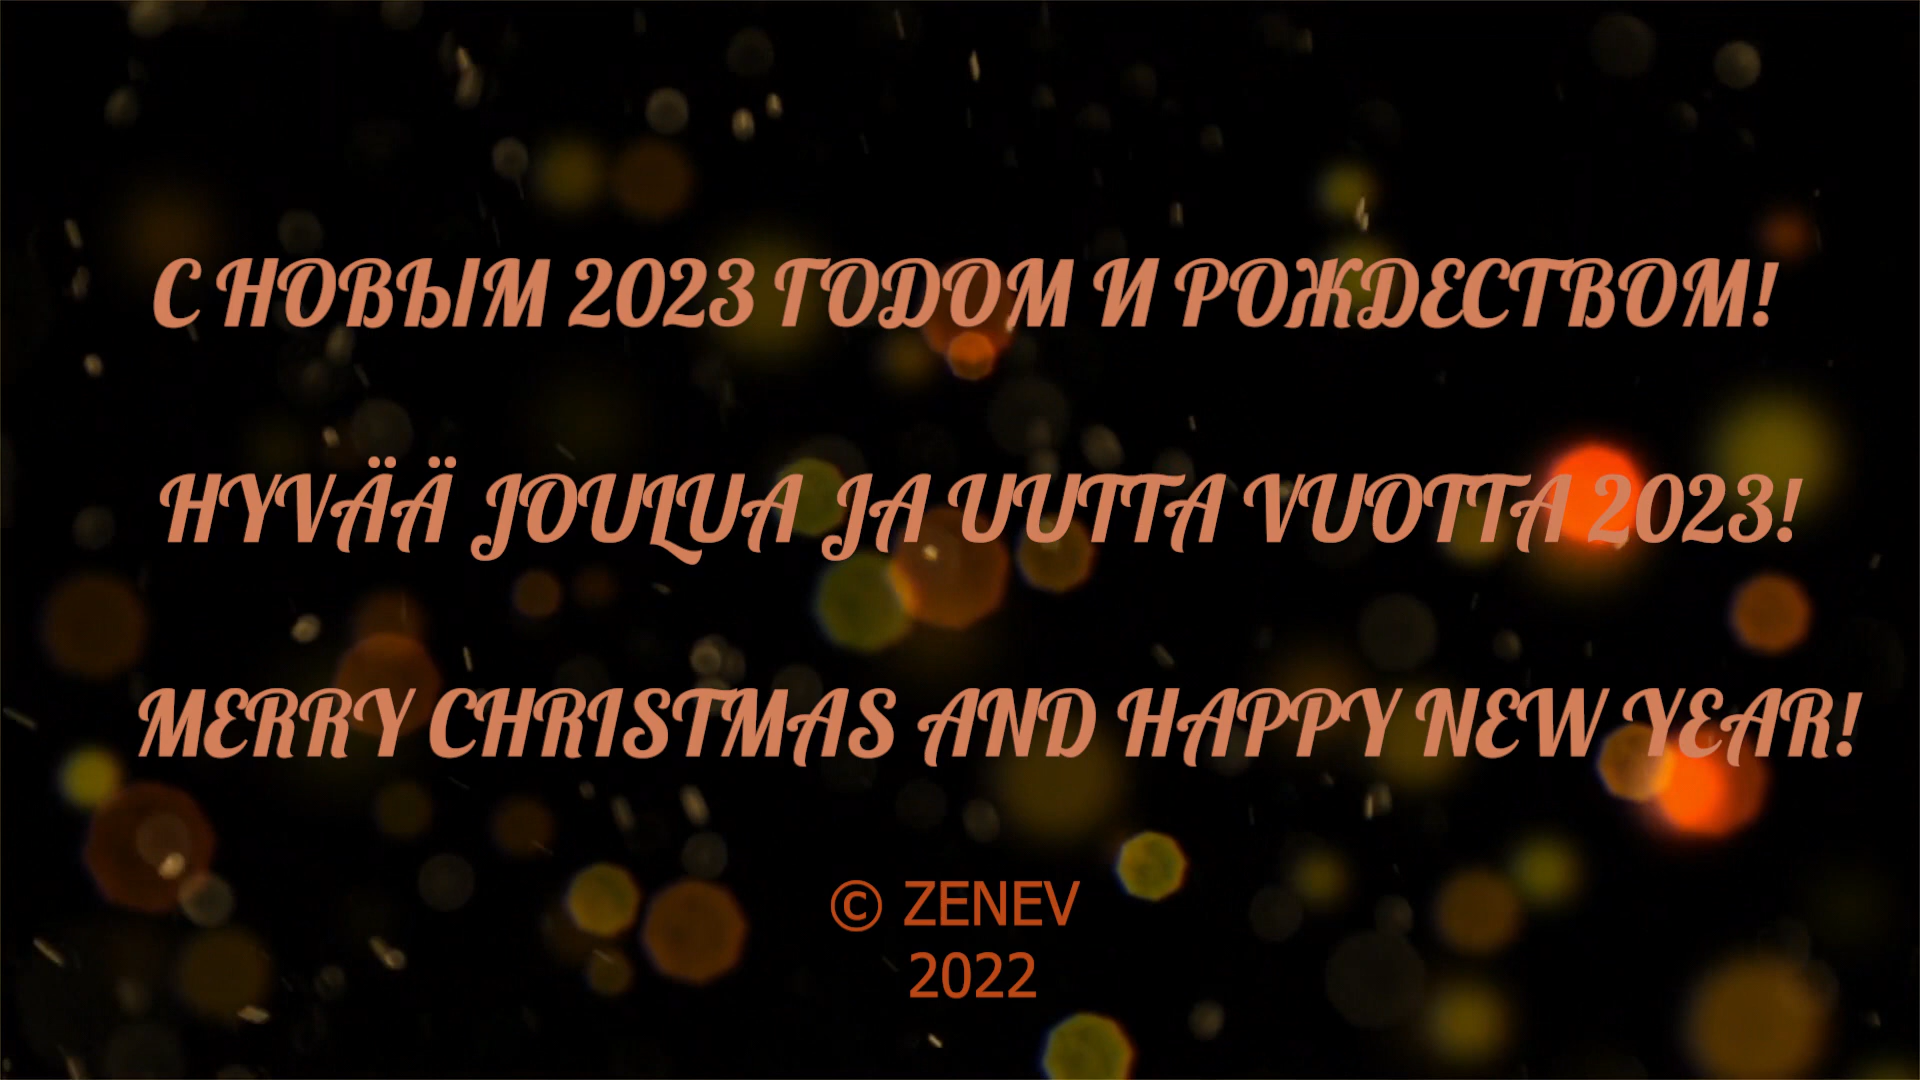 С НОВЫМ 2023 ГОДОМ И РОЖДЕСТВОМ!
HYVÄÄ JOULUA JA UUTTA VUOTTA 2023!
MERRY CHRISTMAS AND HAPPY NEW YEAR!
© ZENEV
2022